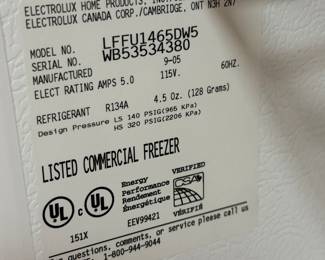 ELECTROLUX HOME PRODUCTS,
ELECTROLUX CANADA CORP./CAMBRIDGE, ONT N3H 2N7
MODEL NO. LFFU1465DW5
SERIAL NO. WB53534380
MANUFACTURED 9-05
ELECT RATING AMPS 5.0 115V. 60HZ.
REFRIGERANT R134A 4.5 Oz. (128 Grams)
Design Pressure LS 140 PSIG(965 KPa)
HS 320 PSIG(2206 KPa)
LISTED COMMERCIAL FREEZER
UL C UL
151X
Energy
Performance
Rendement
Énergétique
EEV99421
VERIFIED
CSA
VÉRIFIÉ
questions, comments, or service please call us
1-800-944-9044